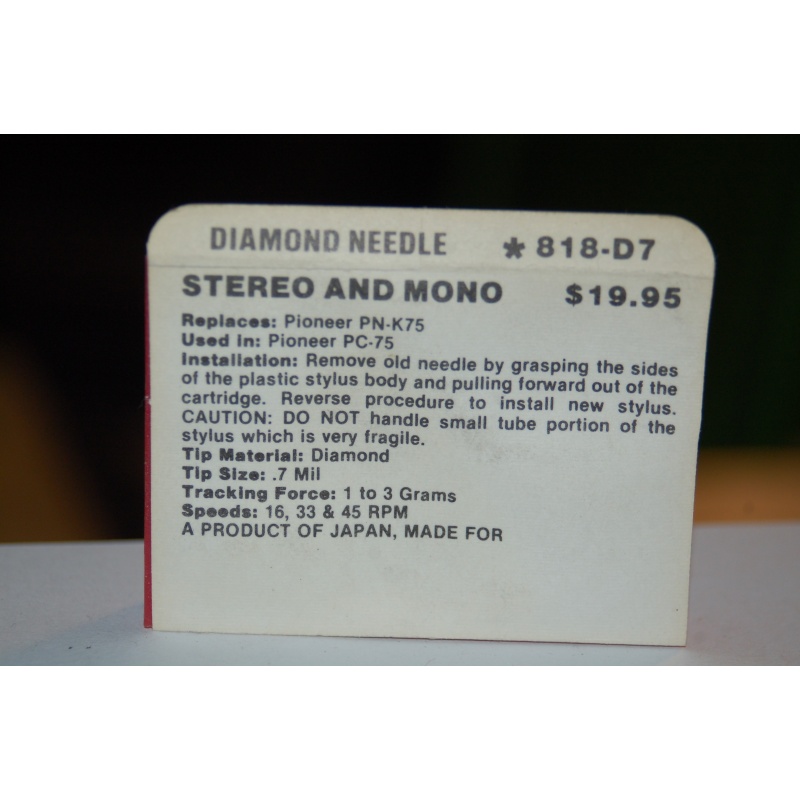 DIAMOND NEEDLE * 818-D7
STEREO AND MONO $19.95
Replaces: Pioneer PN-K75
Used in: Pioneer PC-75
Installation: Remove old needle by grasping the sides
of the plastic stylus body and pulling forward out of the
cartridge. Reverse procedure to install new stylus.
CAUTION: DO NOT handle small tube portion of the
stylus which is very fragile.
Tip Material: Diamond
Tip Size: .7 Mil
Tracking Force: 1 to 3 Grams
Speeds: 16, 33 & 45 RPM
A PRODUCT OF JAPAN, MADE FOR